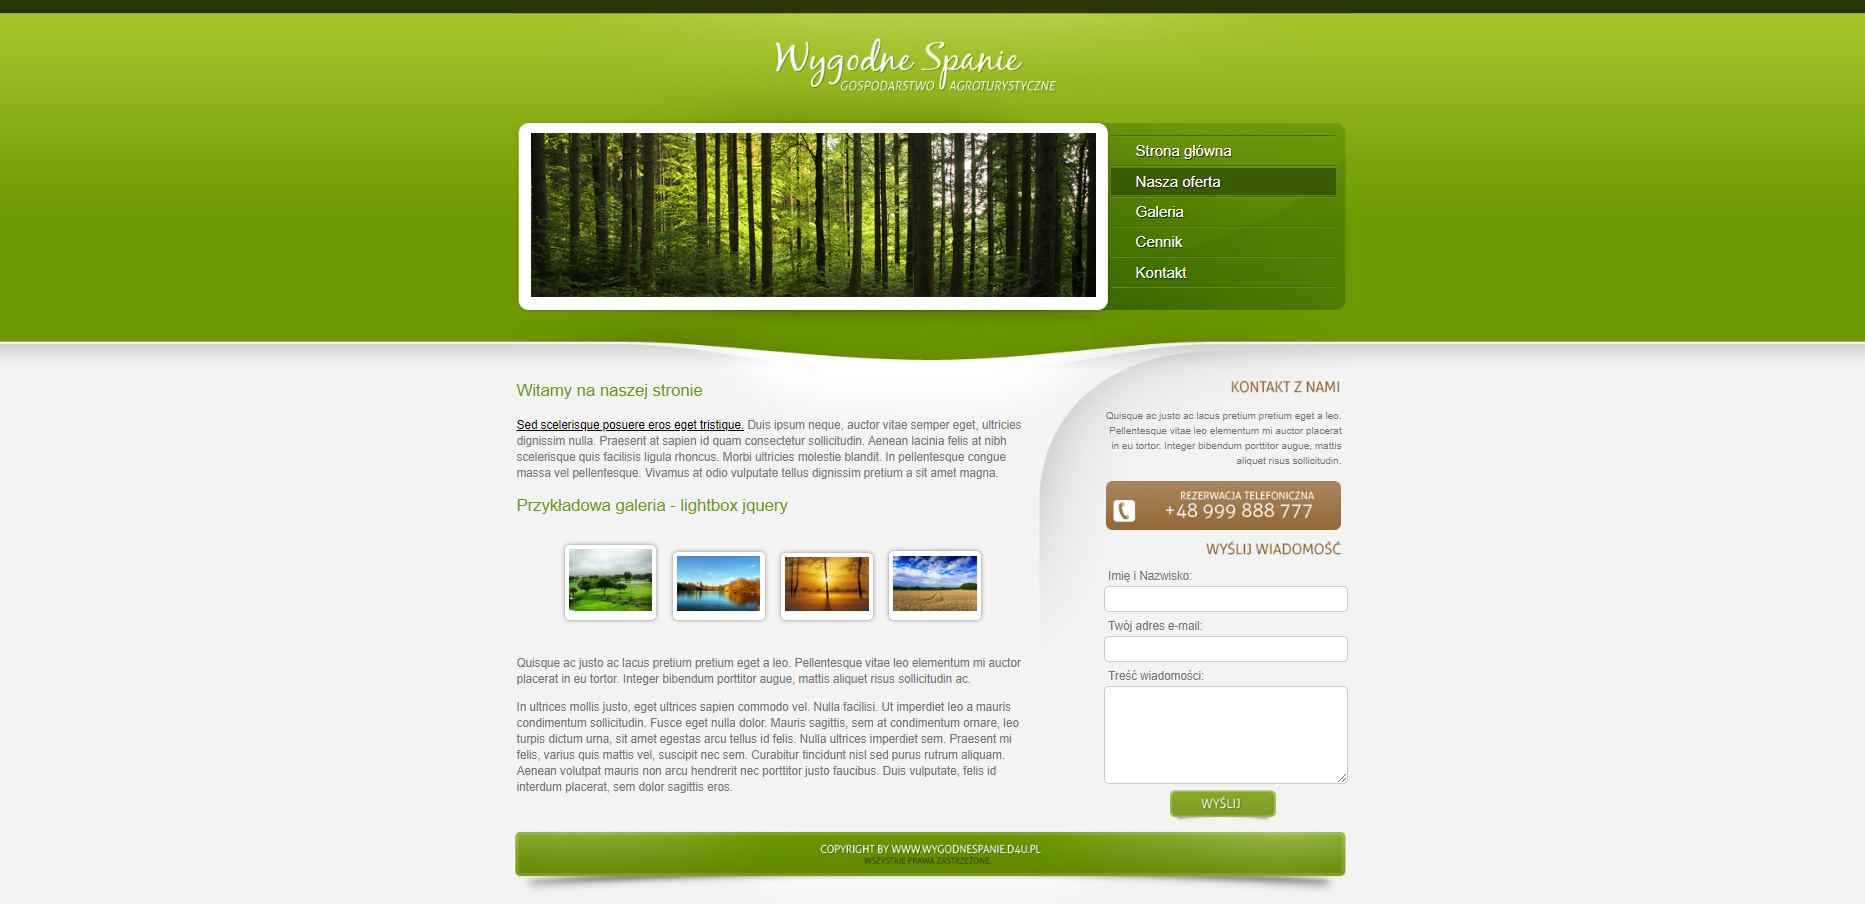 Wygodne Spanie
GOSPODARSTWO AGROTURYSTYCZNE
Strona główna
Nasza oferta
Galeria
Cennik
Kontakt
Witamy na naszej stronie
Sed scelerisque posuere eros eget tristique. Duis ipsum neque, auctor vitae semper eget, ultricies
dignissim nulla. Praesent at sapien id quam consectetur sollicitudin. Aenean lacinia felis at nibh
scelerisque quis facilisis ligula rhoncus. Morbi ultricies molestie blandit. In pellentesque congue
massa vel pellentesque. Vivamus at odio vulputate tellus dignissim pretium a sit amet magna.
Przykładowa galeria - lightbox jquery
Quisque ac justo ac lacus pretium pretium eget a leo. Pellentesque vitae leo elementum mi auctor
placerat in eu tortor. Integer bibendum porttitor augue, mattis aliquet risus sollicitudin ac.
In ultrices mollis justo, eget ultrices sapien commodo vel. Nulla facilisi. Ut imperdiet leo a mauris
condimentum sollicitudin. Fusce eget nulla dolor. Mauris sagittis, sem at condimentum ornare, leo
turpis dictum urna, sit amet egestas arcu tellus id felis. Nulla ultrices imperdiet sem. Praesent mi
felis, varius quis mattis vel, suscipit nec sem. Curabitur tincidunt nisl sed purus rutrum aliquam.
Aenean volutpat mauris non arcu hendrerit nec porttitor justo faucibus. Duis vulputate, felis id
interdum placerat, sem dolor sagittis eros.
KONTAKT Z NAMI
Quisque ac justo ac lacus pretium pretium eget a leo.
Pellentesque vitae leo elementum mi auctor placerat
in eu tortor. Integer bibendum porttitor augue, mattis
aliquet risus sollicitudin.
REZERWACJA TELEFONICZNA
+48 999 888 777
WYŚLIJ WIADOMOŚĆ
Imię i Nazwisko:
Twój adres e-mail:
Treść wiadomości:
WYŚLIJ
COPYRIGHT BY WWW.WYGODNESPANIE.D4U.PL
WSZYSTKIE PRAWA ZASTRZEŻONE.